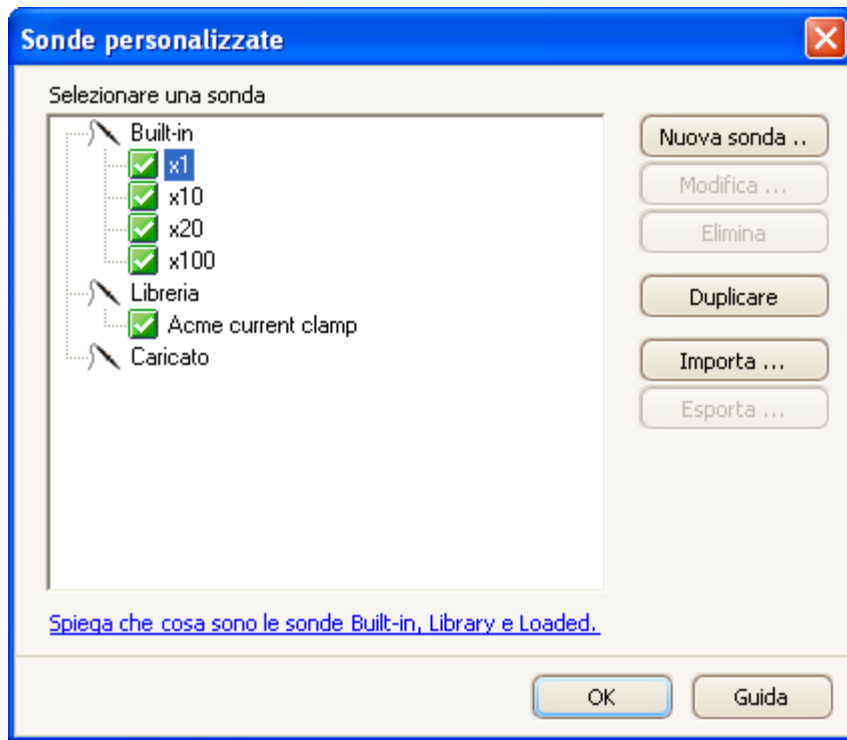 Sonde personalizzate
Selezionare una sonda
Built-in
x1
x10
x20
x100
Libreria
Acme current clamp
Caricato
Nuova sonda ..
Modifica ...
Elimina
Duplicare
Importa ...
Esporta ...
Spiega che cosa sono le sonde Built-in, Library e Loaded.
OK
Guida